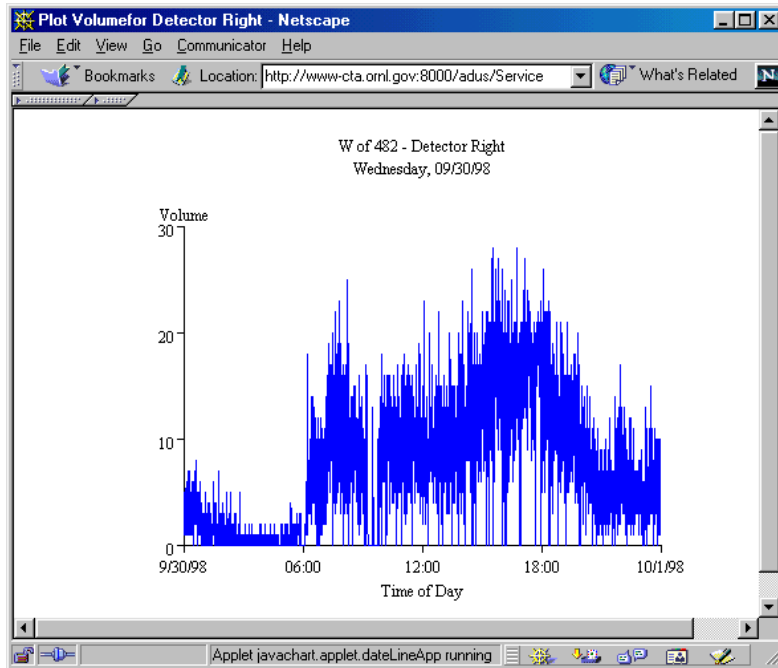 Plot Volumefor Detector Right - Netscape
File Edit View Go Communicator Help
Bookmarks Location: http://www-cta.ornl.gov:8000/adus/Service What's Related N
W of 482 - Detector Right
Wednesday, 09/30/98
Volume
30
20
10
0
9/30/98 06:00 12:00 18:00 10/1/98
Time of Day
Applet javachart.applet.dateLineApp running